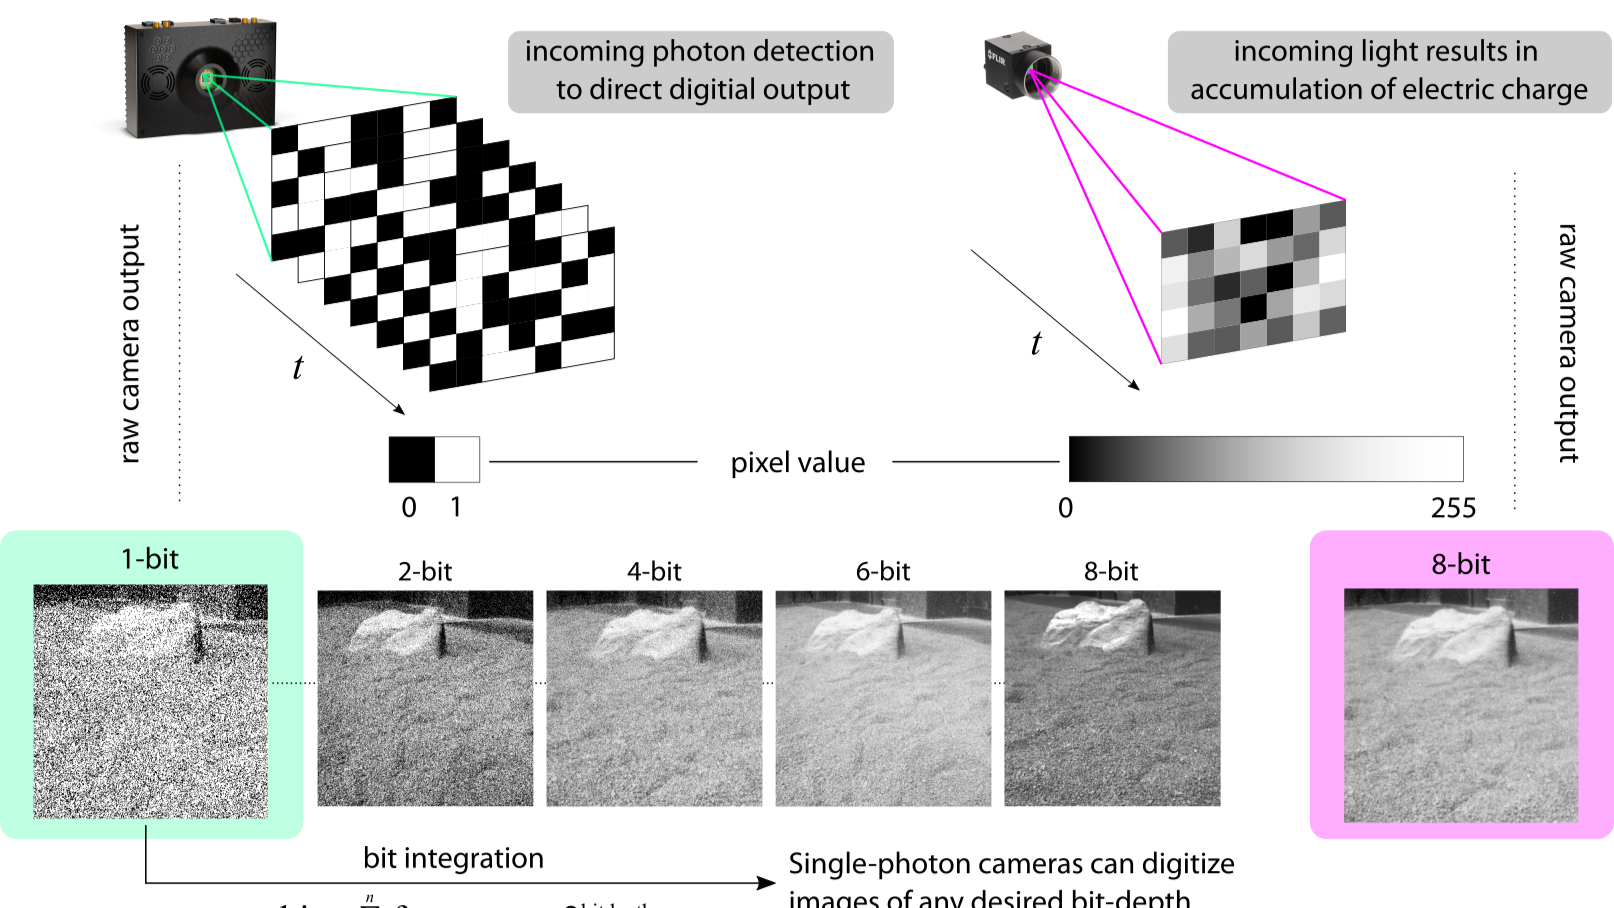 incoming photon detection
to direct digitial output
incoming light results in
accumulation of electric charge
FLIR
raw camera output
t
t
raw camera output
pixel value
0 1
0 255
1-bit
2-bit
4-bit
6-bit
8-bit
8-bit
bit integration
Single-photon cameras can digitize
images of any desired bit-depth
n